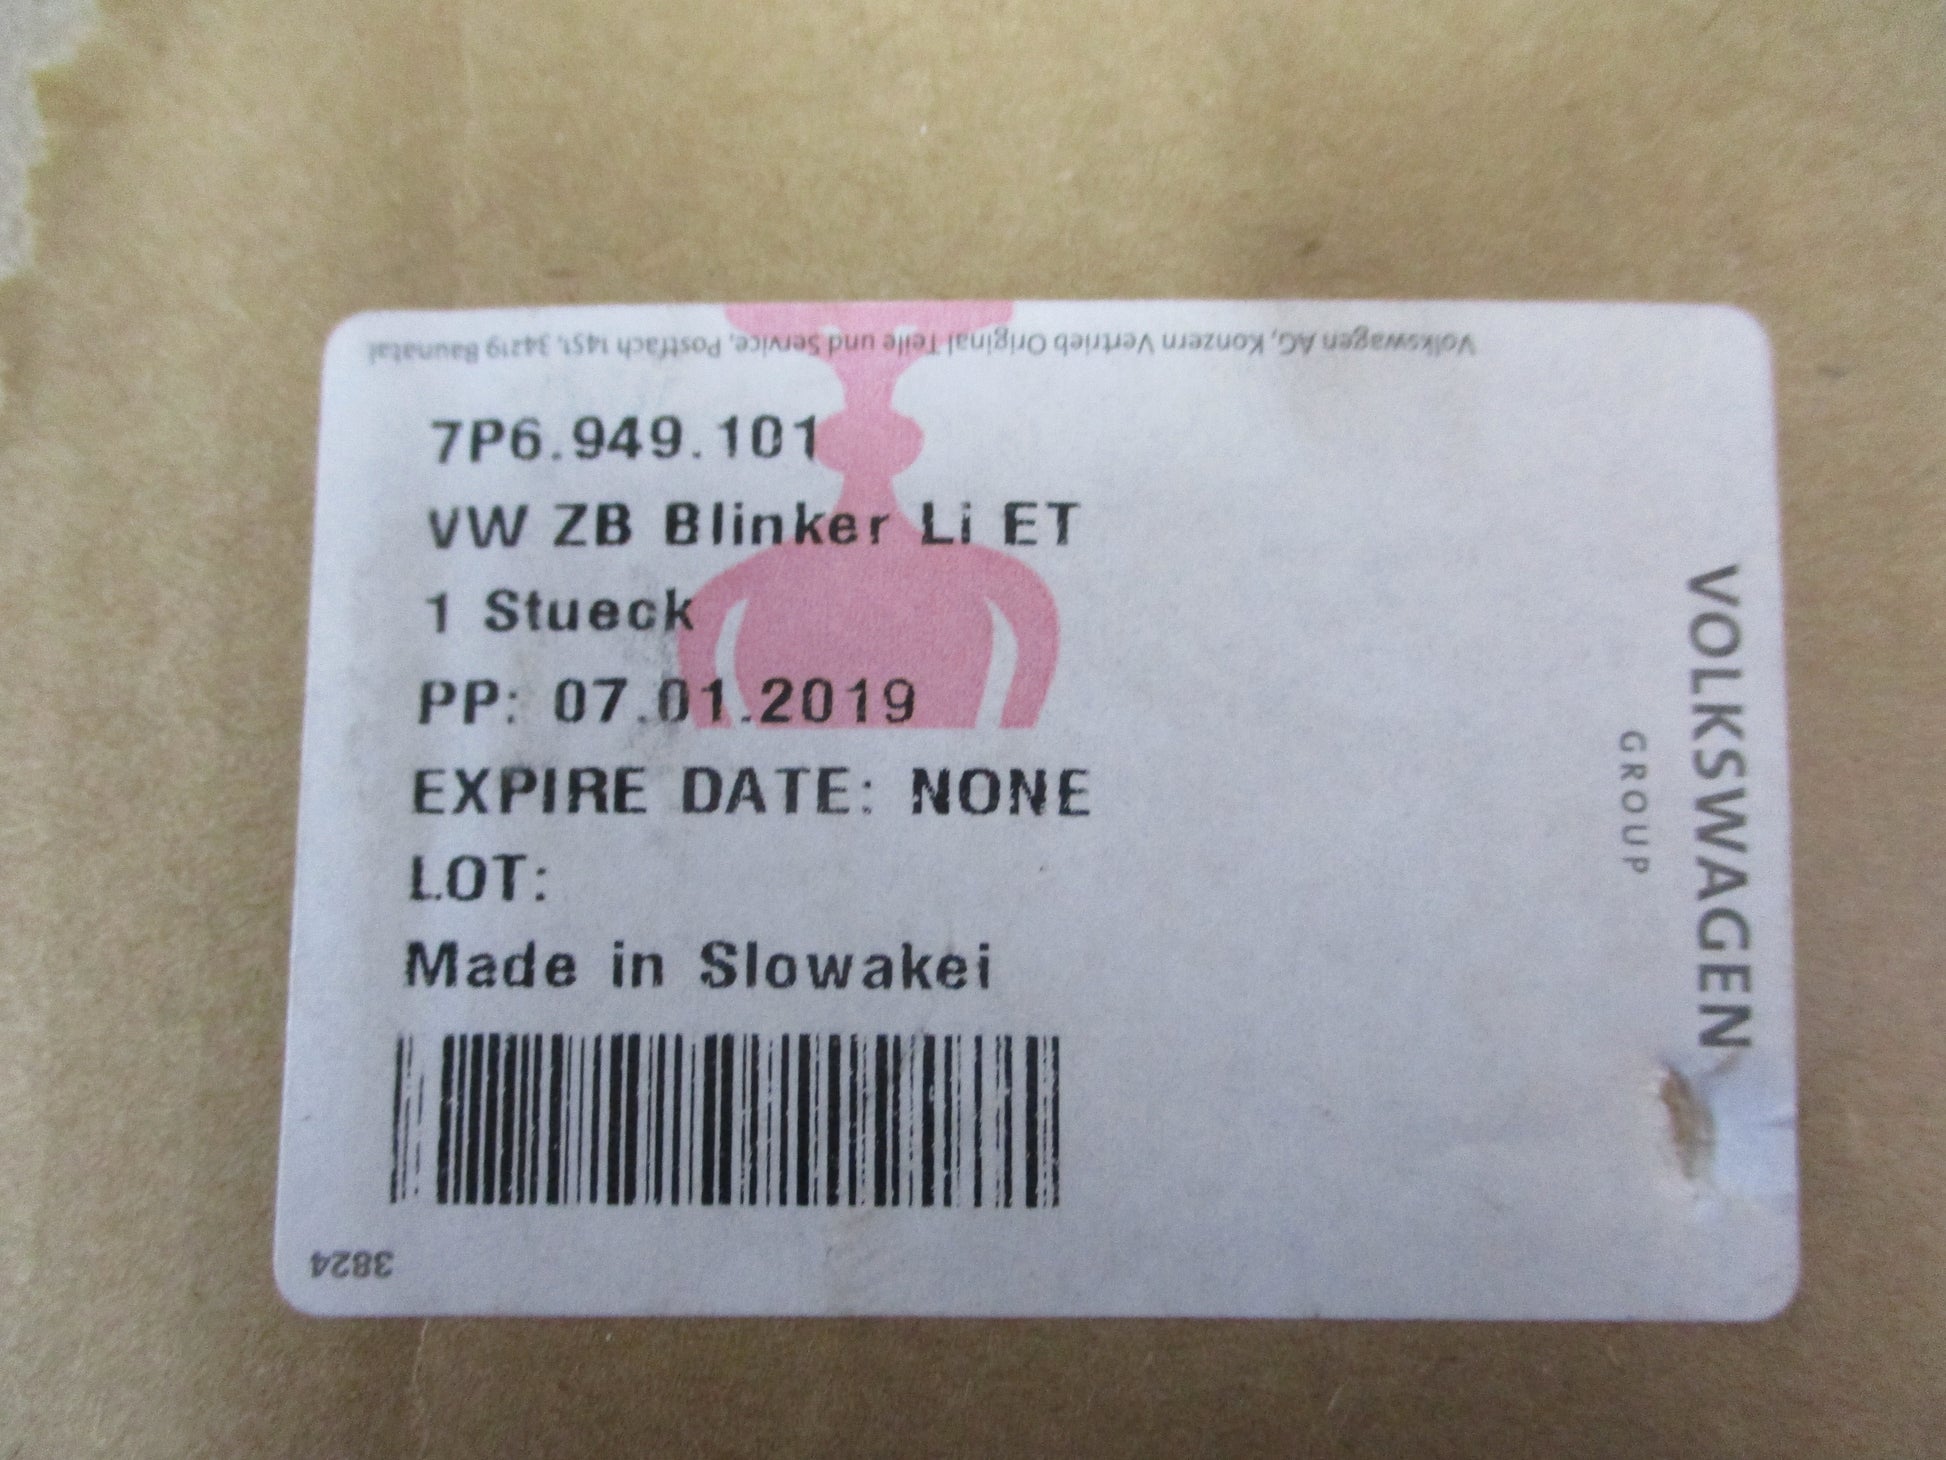 Volkswagen AG, Konzern Vertrieb Original Teile und Service, Postfach 1451, 34219 Baunatal
7P6.949.101
VW ZB Blinker Li ET
1 Stueck
PP: 07.01.2019
EXPIRE DATE: NONE
LOT:
Made in Slowakei
3824
VOLKSWAGEN
GROUP